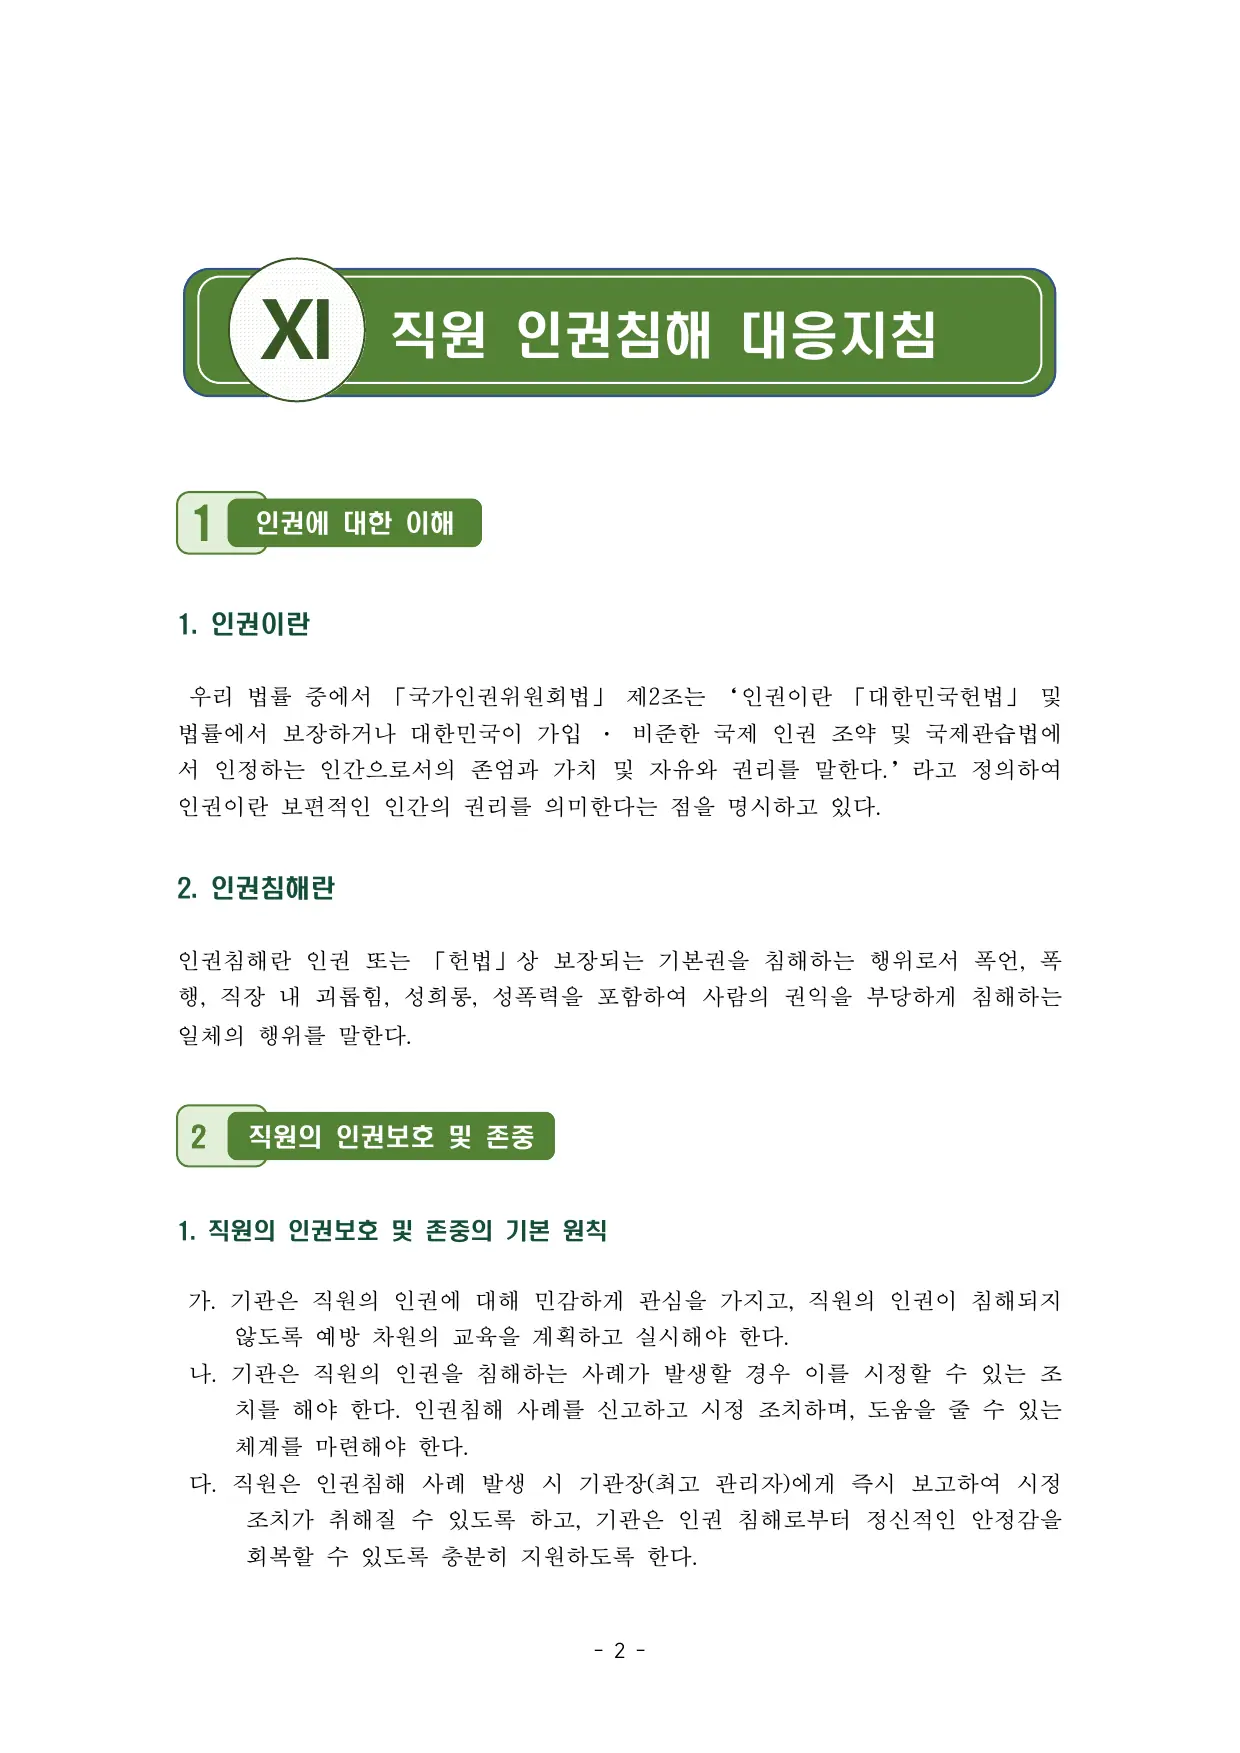 XI 직원 인권침해 대응지침
1 인권에 대한 이해
1. 인권이란
우리 법률 중에서 「국가인권위원회법」 제2조는 ‘인권이란 「대한민국헌법」 및
법률에서 보장하거나 대한민국이 가입 · 비준한 국제 인권 조약 및 국제관습법에
서 인정하는 인간으로서의 존엄과 가치 및 자유와 권리를 말한다.’라고 정의하여
인권이란 보편적인 인간의 권리를 의미한다는 점을 명시하고 있다.
2. 인권침해란
인권침해란 인권 또는 「헌법」상 보장되는 기본권을 침해하는 행위로서 폭언, 폭
행, 직장 내 괴롭힘, 성희롱, 성폭력을 포함하여 사람의 권익을 부당하게 침해하는
일체의 행위를 말한다.
2 직원의 인권보호 및 존중
1. 직원의 인권보호 및 존중의 기본 원칙
가. 기관은 직원의 인권에 대해 민감하게 관심을 가지고, 직원의 인권이 침해되지
않도록 예방 차원의 교육을 계획하고 실시해야 한다.
나. 기관은 직원의 인권을 침해하는 사례가 발생할 경우 이를 시정할 수 있는 조
치를 해야 한다. 인권침해 사례를 신고하고 시정 조치하며, 도움을 줄 수 있는
체계를 마련해야 한다.
다. 직원은 인권침해 사례 발생 시 기관장(최고 관리자)에게 즉시 보고하여 시정
조치가 취해질 수 있도록 하고, 기관은 인권 침해로부터 정신적인 안정감을
회복할 수 있도록 충분히 지원하도록 한다.
- 2 -